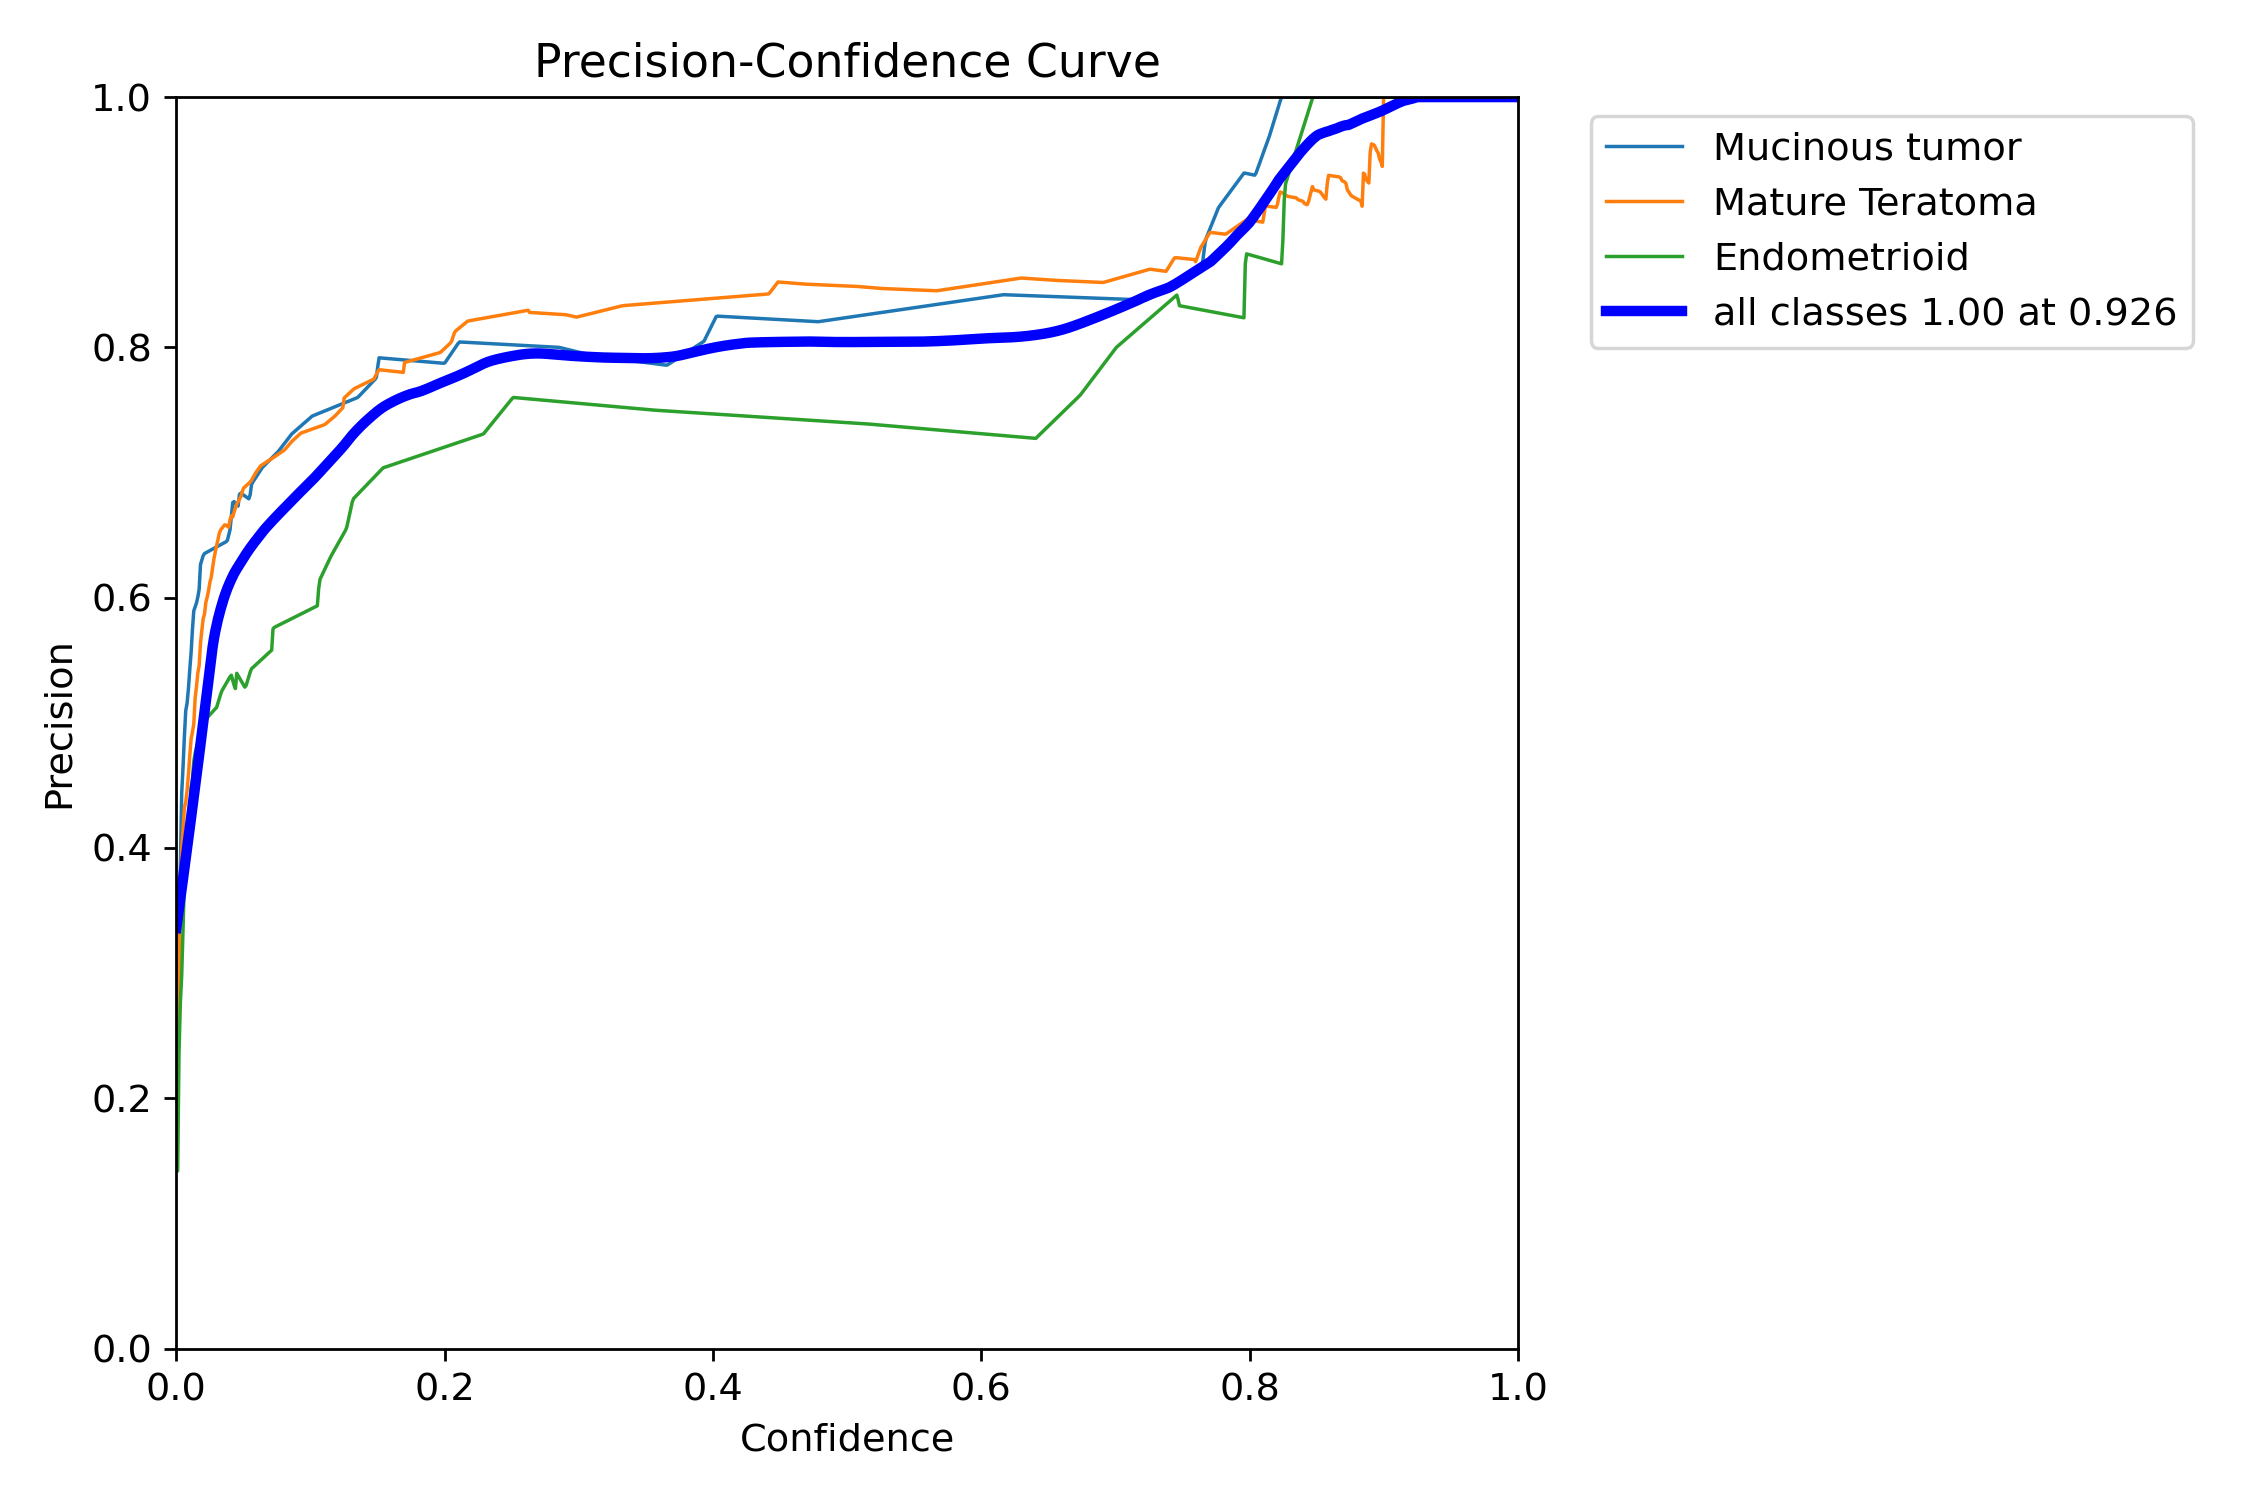 Precision-Confidence Curve
1.0
0.8
0.6
0.4
0.2
0.0
Precision
0.0 0.2 0.4 0.6 0.8 1.0
Confidence
Mucinous tumor
Mature Teratoma
Endometrioid
all classes 1.00 at 0.926